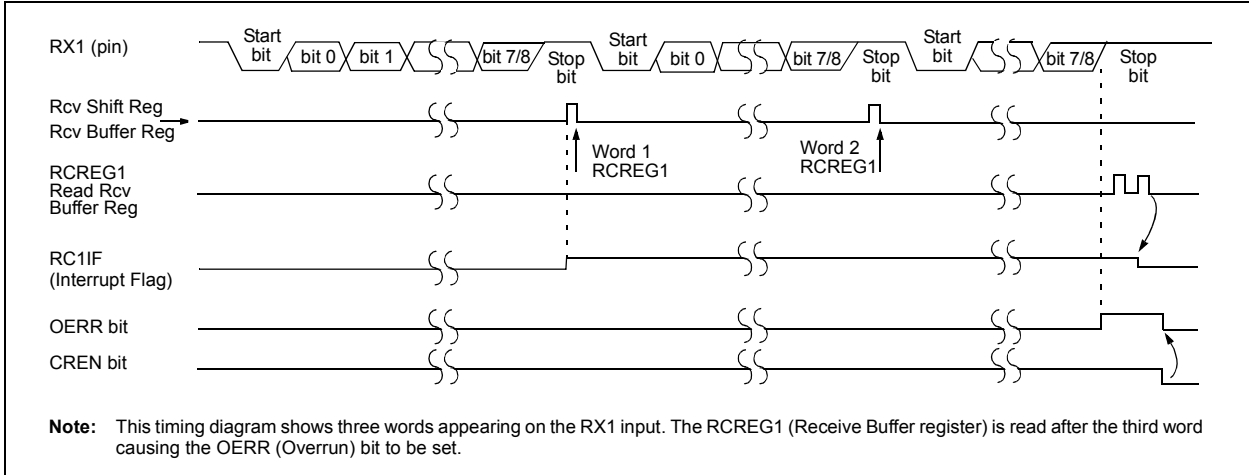 RX1 (pin)
Start bit
bit 0
bit 1
bit 7/8
Stop bit
Start bit
bit 0
bit 7/8
Stop bit
Start bit
bit 7/8
Stop bit
Rcv Shift Reg
Rcv Buffer Reg
Word 1
RCREG1
Word 2
RCREG1
RCREG1
Read Rcv
Buffer Reg
RC1IF
(Interrupt Flag)
OERR bit
CREN bit
Note: This timing diagram shows three words appearing on the RX1 input. The RCREG1 (Receive Buffer register) is read after the third word
causing the OERR (Overrun) bit to be set.